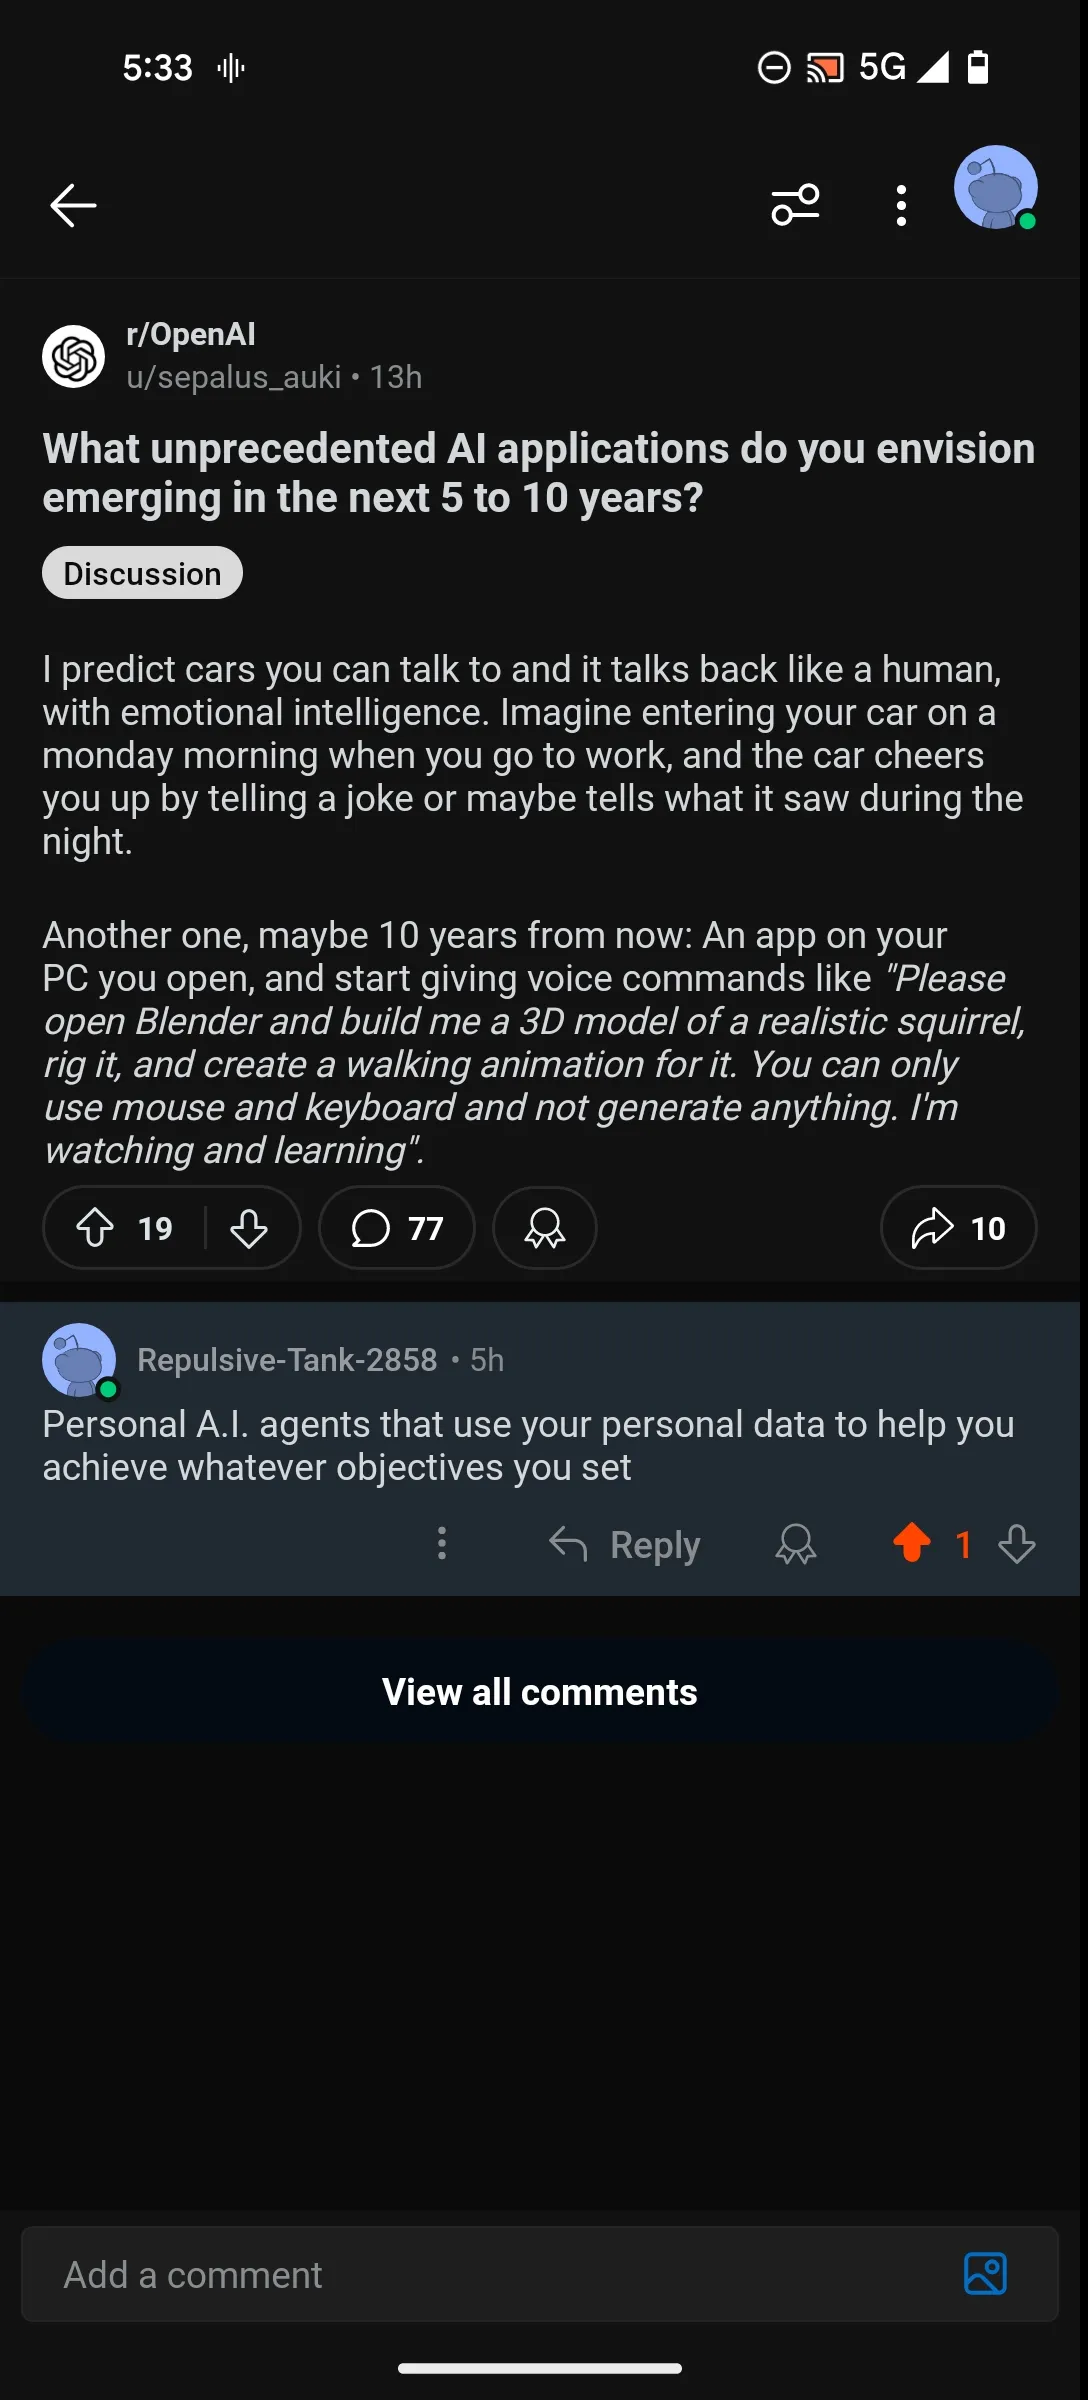 5:33
5G
r/OpenAI
u/sepalus_auki • 13h
What unprecedented AI applications do you envision
emerging in the next 5 to 10 years?
Discussion
I predict cars you can talk to and it talks back like a human,
with emotional intelligence. Imagine entering your car on a
monday morning when you go to work, and the car cheers
you up by telling a joke or maybe tells what it saw during the
night.
Another one, maybe 10 years from now: An app on your
PC you open, and start giving voice commands like "Please
open Blender and build me a 3D model of a realistic squirrel,
rig it, and create a walking animation for it. You can only
use mouse and keyboard and not generate anything. I'm
watching and learning".
19 77 10
Repulsive-Tank-2858 • 5h
Personal A.I. agents that use your personal data to help you
achieve whatever objectives you set
Reply 1
View all comments
Add a comment